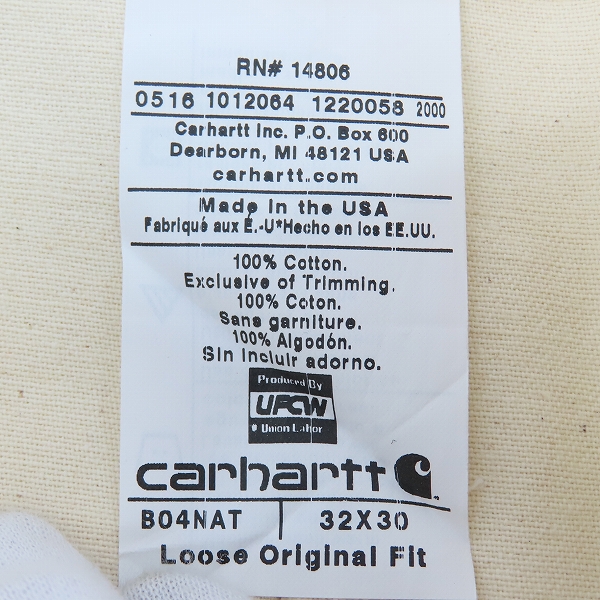 RN# 14806
0516 1012064 1220058 2000
Carhartt Inc. P.O. Box 600
Dearborn, MI 48121 USA
carhartt.com
Made In the USA
Fabriqué aux É.-U*Hecho en los EE.UU.
100% Cotton.
Exclusive of Trimming.
100% Coton.
Sans garniture.
100% Algodón.
Sin incluir adorno.
Produced By
UFCW
# Union Labor
carhartt
B04NAT | 32X30
Loose Original Fit